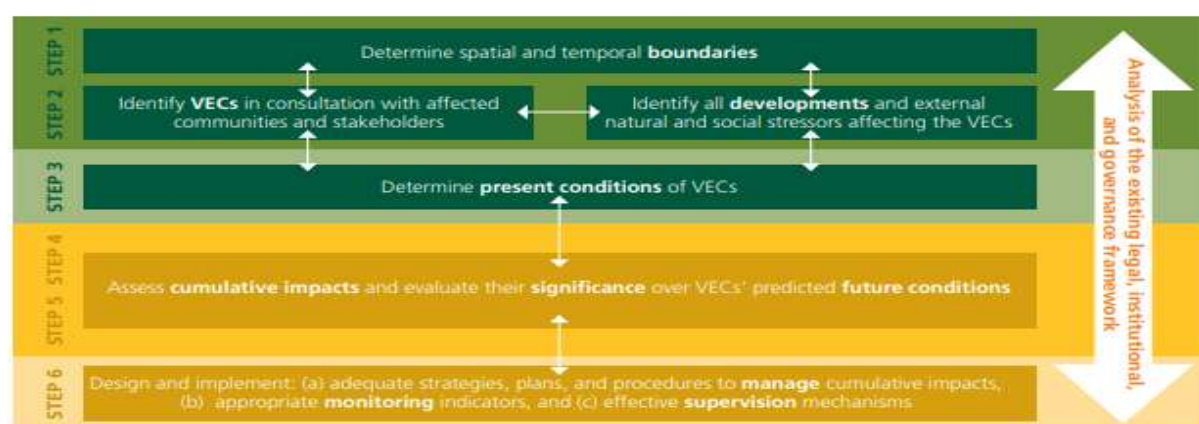 STEP 1
Determine spatial and temporal boundaries
STEP 2
Identify VECs in consultation with affected
communities and stakeholders
Identify all developments and external
natural and social stressors affecting the VECs
STEP 3
Determine present conditions of VECs
STEP 4
STEP 5
Assess cumulative impacts and evaluate their significance over VECs' predicted future conditions
STEP 6
Design and implement: (a) adequate strategies, plans, and procedures to manage cumulative impacts,
(b) appropriate monitoring indicators, and (c) effective supervision mechanisms
Analysis of the existing legal, institutional,
and governance framework